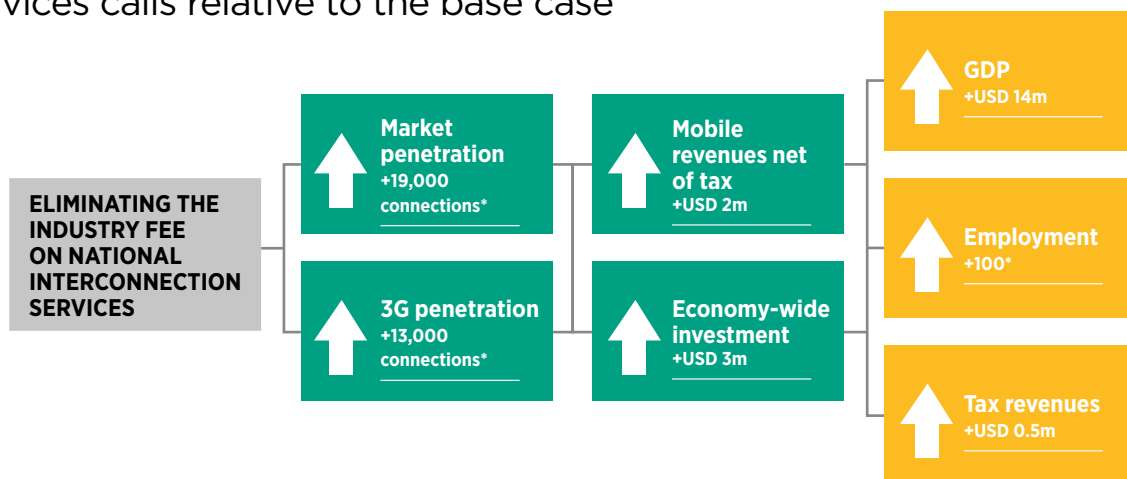 vices calls relative to the base case
ELIMINATING THE
INDUSTRY FEE
ON NATIONAL
INTERCONNECTION
SERVICES
Market
penetration
+19,000
connections*
3G penetration
+13,000
connections*
Mobile
revenues net
of tax
+USD 2m
Economy-wide
investment
+USD 3m
GDP
+USD 14m
Employment
+100*
Tax revenues
+USD 0.5m